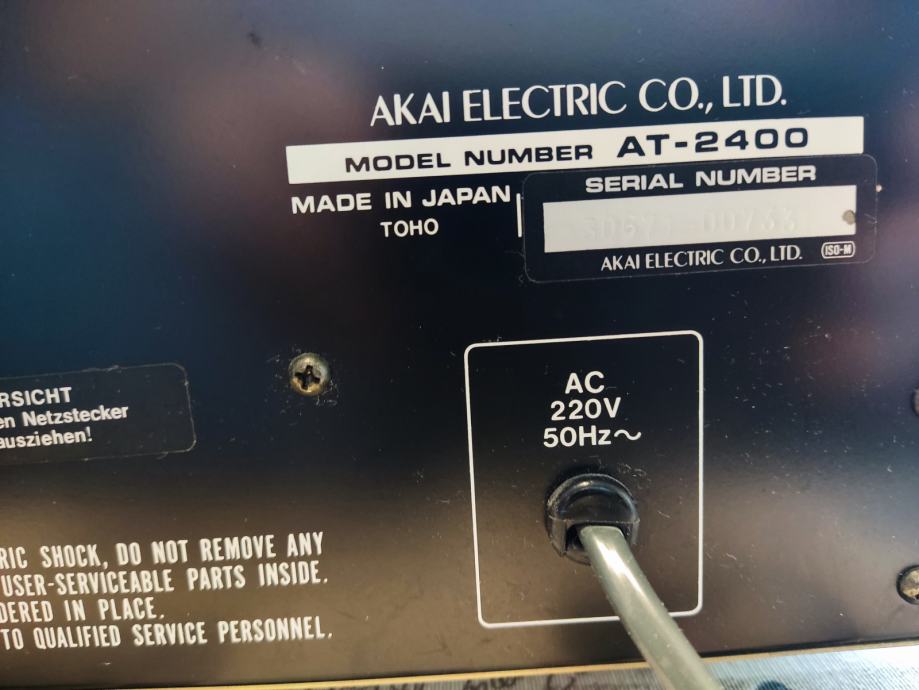 AKAI ELECTRIC CO., LTD.
MODEL NUMBER AT-2400
MADE IN JAPAN
TOHO
SERIAL NUMBER
AKAI ELECTRIC CO., LTD. ISO-M
AC
220V
50Hz～
RSICHT
en Netzstecker
ausziehen!
RIC SHOCK, DO NOT REMOVE ANY
USER-SERVICEABLE PARTS INSIDE.
DERED IN PLACE.
TO QUALIFIED SERVICE PERSONNEL.